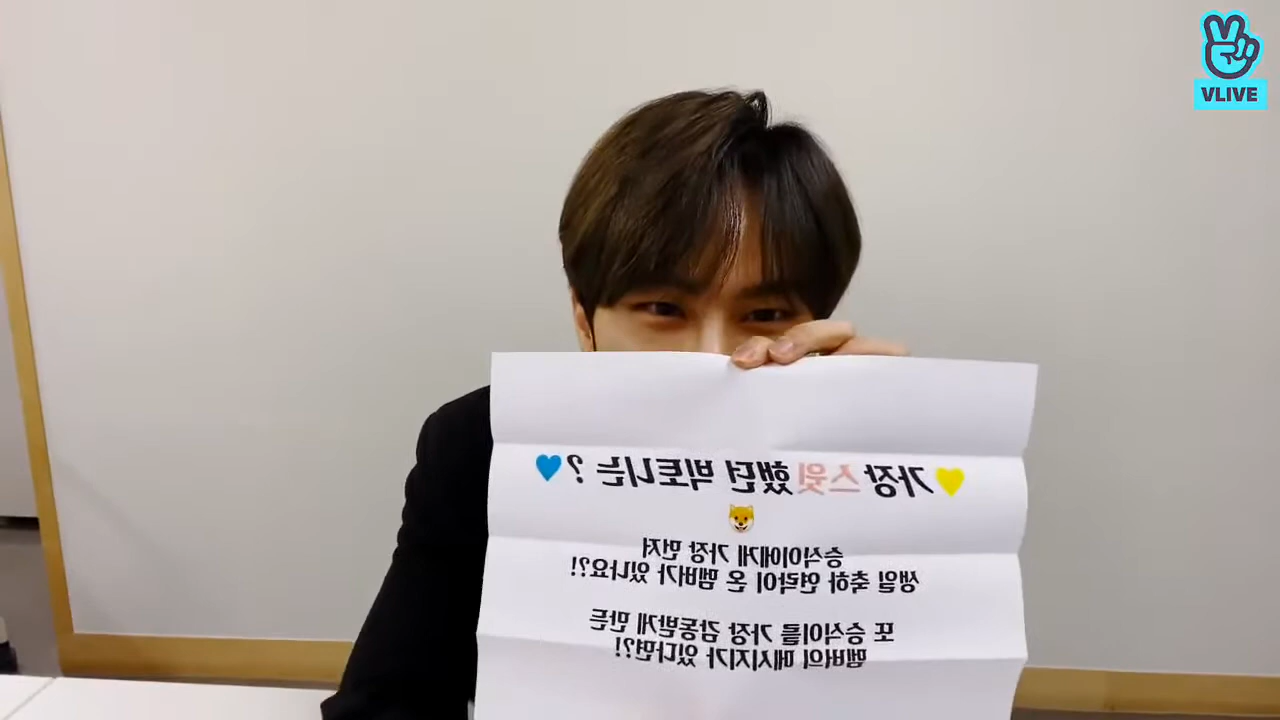 VLIVE
💛가장 스윗했던 빅토니는 ?💙
승식이에게 가장 먼저
생일 축하 연락이 온 멤버가 있나요!?
또 승식이를 가장 감동받게 만든
멤버의 메시지가 있다면!?